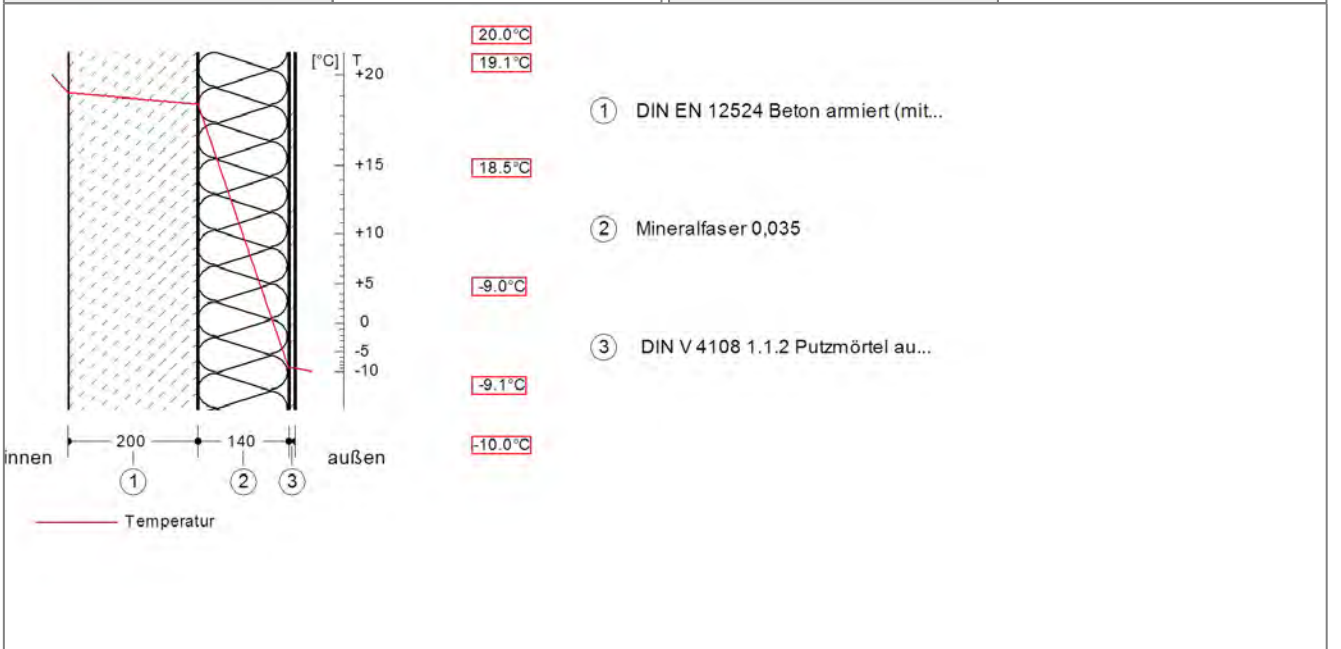 20.0°C
[°C] T
19.1°C
+20
① DIN EN 12524 Beton armiert (mit...
+15
18.5°C
+10
② Mineralfaser 0,035
+5
-9.0°C
0
-5
③ DIN V 4108 1.1.2 Putzmörtel au...
-10
-9.1°C
200
140
-10.0°C
innen
außen
① ② ③
Temperatur